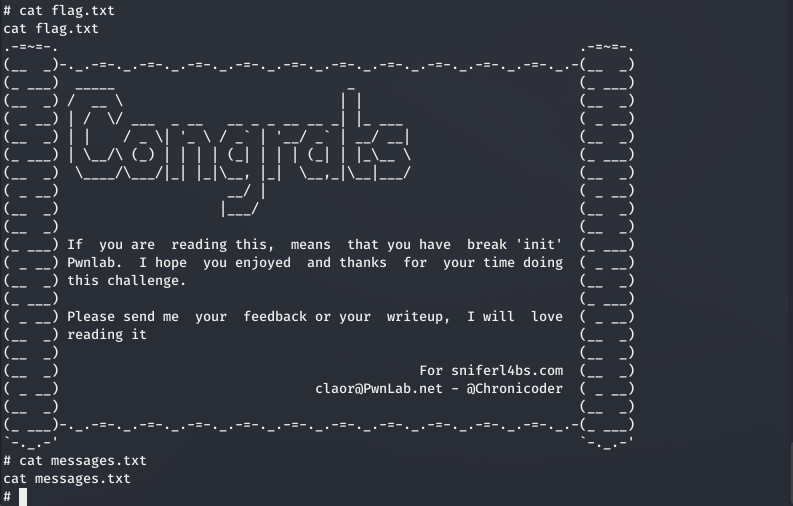 # cat flag.txt
cat flag.txt
Congrats
If you are reading this, means that you have break 'init'
Pwnlab. I hope you enjoyed and thanks for your time doing
this challenge.
Please send me your feedback or your writeup, I will love
reading it
For sniferl4bs.com
claor@PwnLab.net - @Chronicoder
# cat messages.txt
cat messages.txt
#